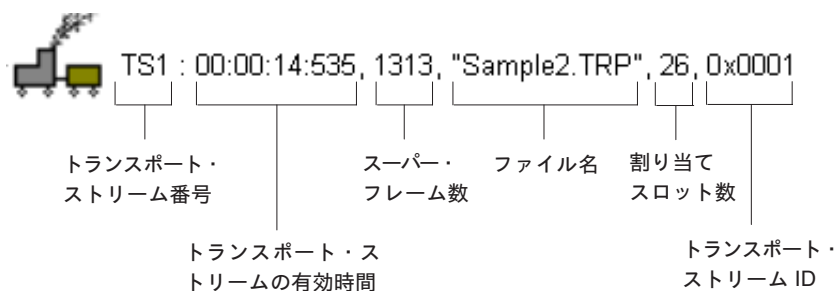 TS1 : 00:00:14:535, 1313, "Sample2.TRP", 26, 0x0001
トランスポート・
ストリーム番号
スーパー・
フレーム数
ファイル名
割り当て
スロット数
トランスポート・ス
トリームの有効時間
トランスポート・
ストリーム ID